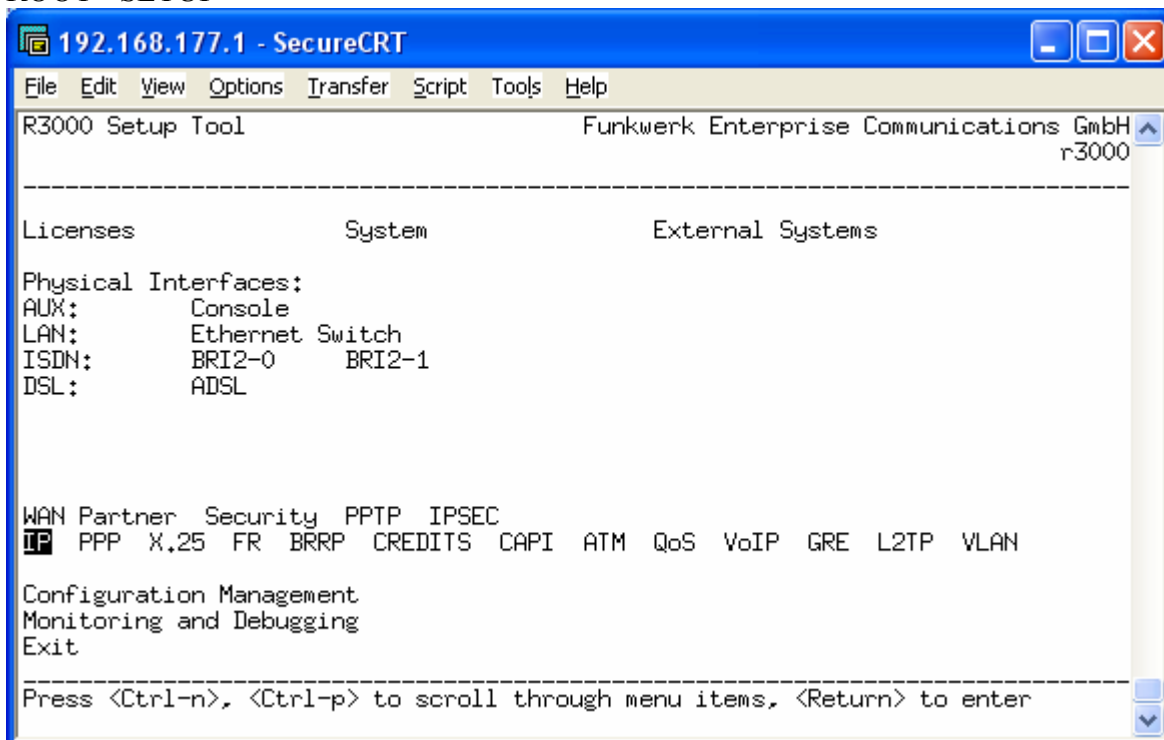 192.168.177.1 - SecureCRT
File Edit View Options Transfer Script Tools Help
R3000 Setup Tool Funkwerk Enterprise Communications GmbH
r3000
Licenses System External Systems
Physical Interfaces:
AUX: Console
LAN: Ethernet Switch
ISDN: BRI2-0 BRI2-1
DSL: ADSL
WAN Partner Security PPTP IPSEC
IP PPP X.25 FR BRRP CREDITS CAPI ATM QoS VoIP GRE L2TP VLAN
Configuration Management
Monitoring and Debugging
Exit
Press <Ctrl-n>, <Ctrl-p> to scroll through menu items, <Return> to enter